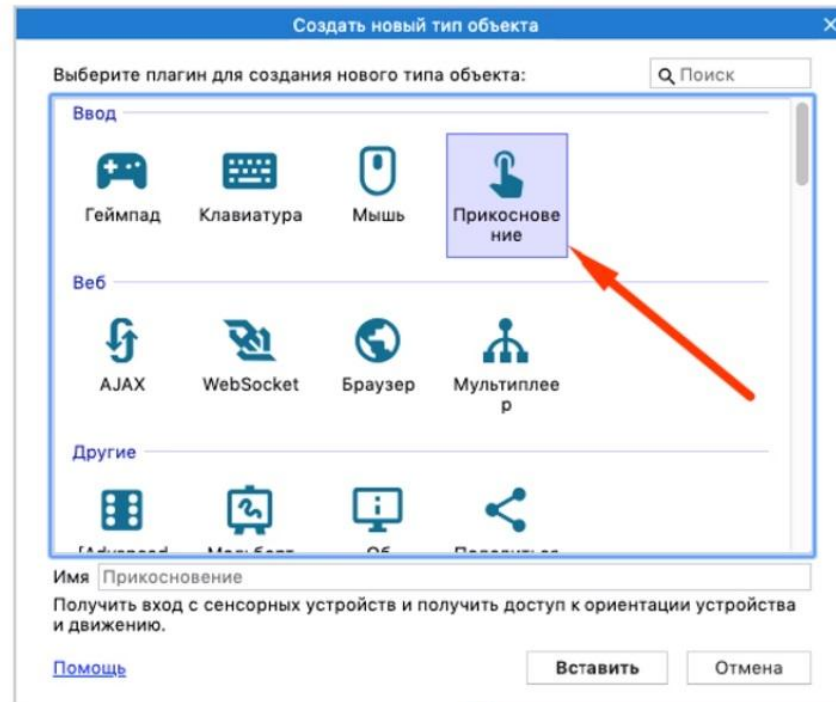 Создать новый тип объекта
Выберите плагин для создания нового типа объекта:
Поиск
Ввод
Геймпад
Клавиатура
Мышь
Прикоснове
ние
Веб
AJAX
WebSocket
Браузер
Мультиплее
р
Другие
Имя Прикосновение
Получить вход с сенсорных устройств и получить доступ к ориентации устройства
и движению.
Помощь
Вставить
Отмена